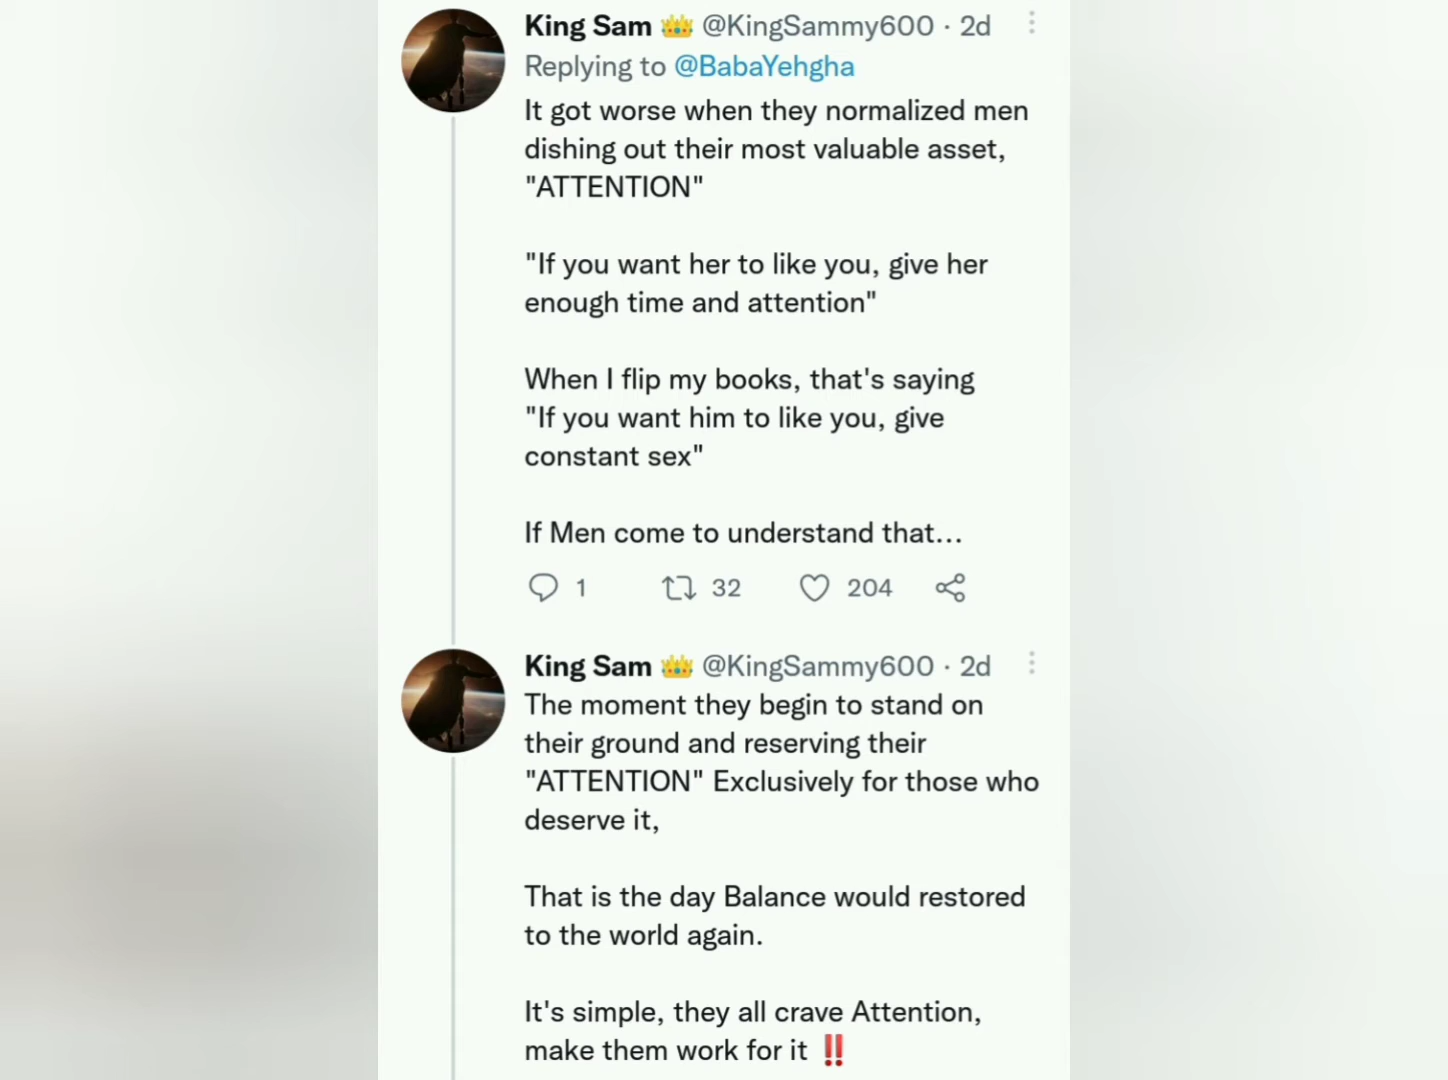 King Sam 👑 @KingSammy600 · 2d
Replying to @BabaYehgha
It got worse when they normalized men
dishing out their most valuable asset,
"ATTENTION"
"If you want her to like you, give her
enough time and attention"
When I flip my books, that's saying
"If you want him to like you, give
constant sex"
If Men come to understand that...
1 32 204
King Sam 👑 @KingSammy600 · 2d
The moment they begin to stand on
their ground and reserving their
"ATTENTION" Exclusively for those who
deserve it,
That is the day Balance would restored
to the world again.
It's simple, they all crave Attention,
make them work for it ‼️